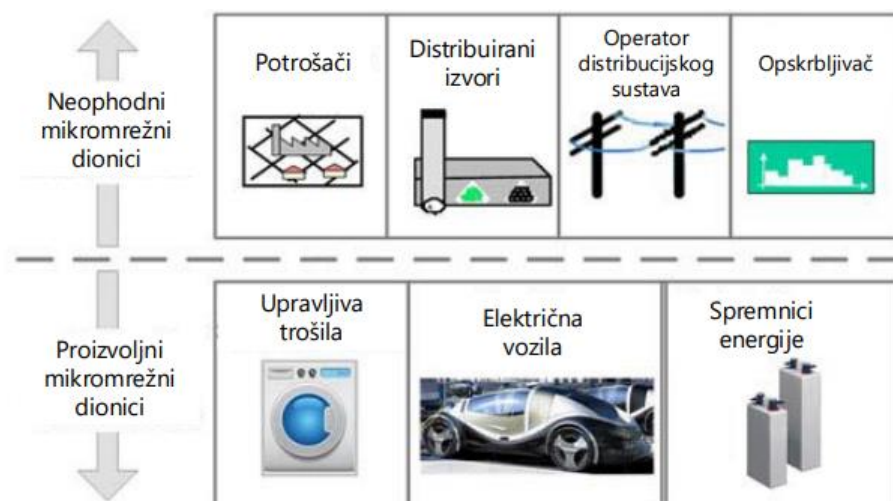 Neophodni
mikromrežni
dionici
Potrošači
Distribuirani
izvori
Operator
distribucijskog
sustava
Opskrbljivač
Proizvoljni
mikromrežni
dionici
Upravljiva
trošila
Električna
vozila
Spremnici
energije